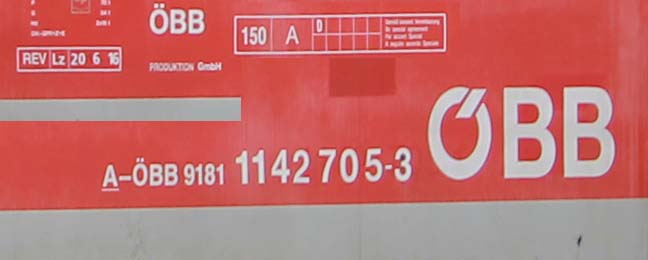 ÖBB
150 A D
REV Lz 20 6 16
PRODUKTION GmbH
A-ÖBB 9181 1142 705-3
ÖBB